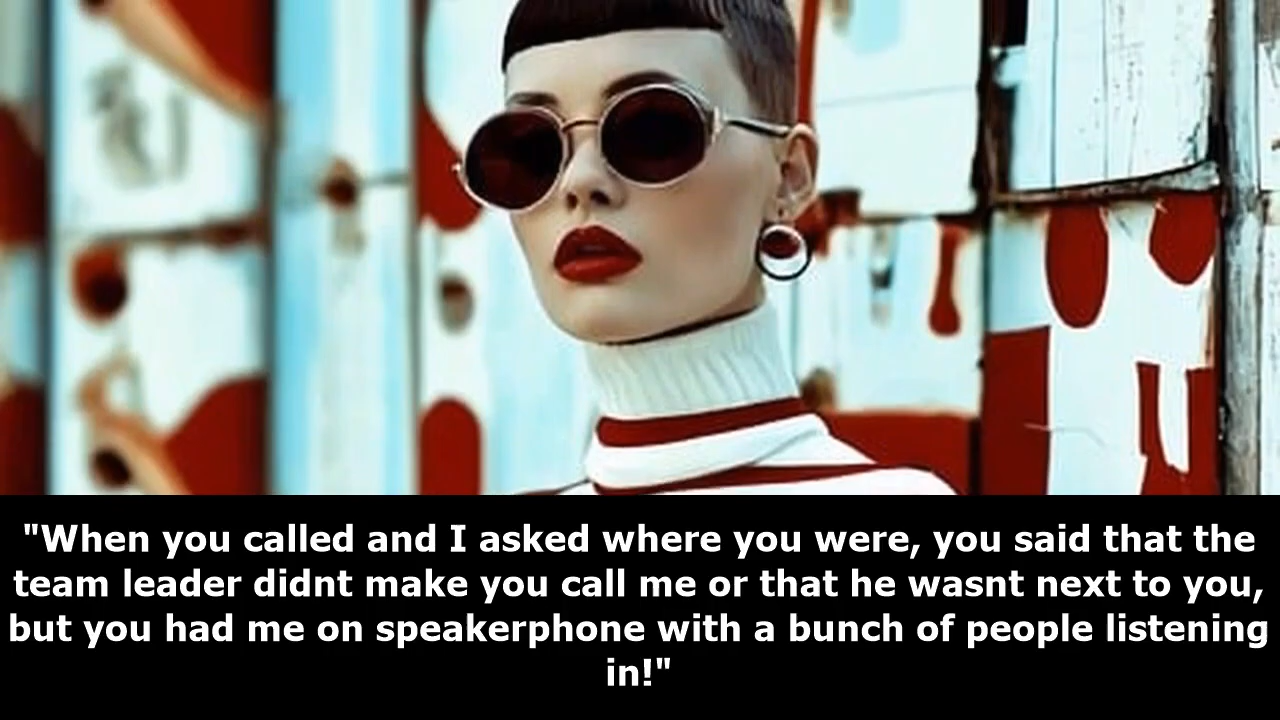 "When you called and I asked where you were, you said that the
team leader didnt make you call me or that he wasnt next to you,
but you had me on speakerphone with a bunch of people listening
in!"